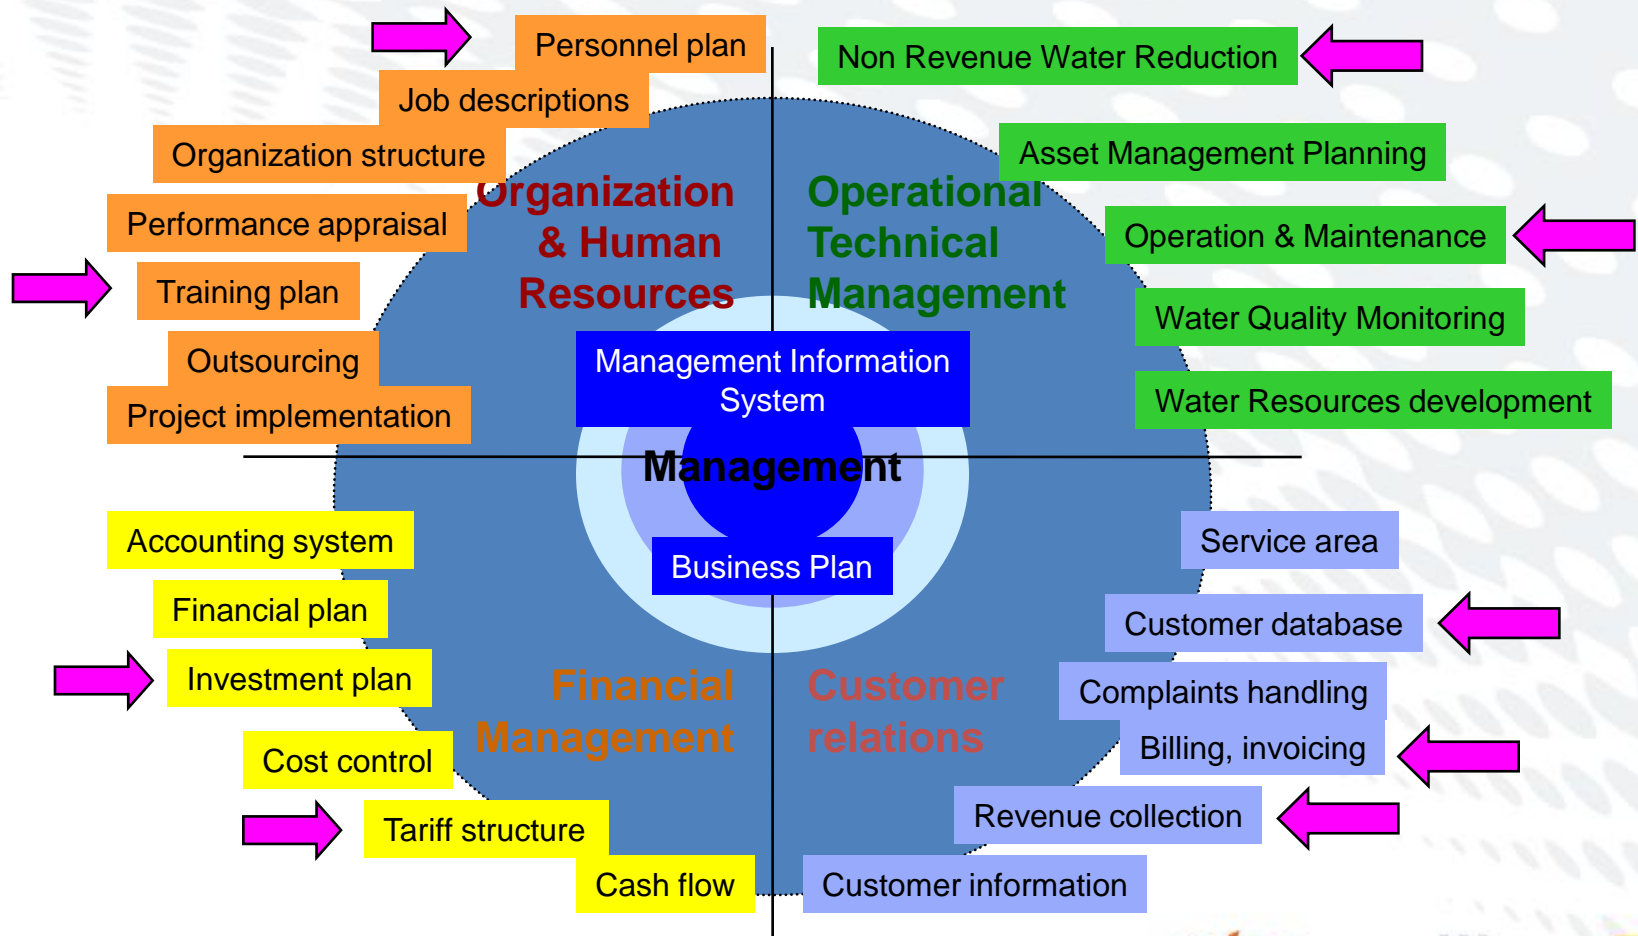 Personnel plan
Job descriptions
Organization structure
Performance appraisal
Training plan
Outsourcing
Project implementation
Organization
& Human
Resources
Non Revenue Water Reduction
Asset Management Planning
Operation & Maintenance
Water Quality Monitoring
Water Resources development
Operational
Technical
Management
Management Information
System
Management
Business Plan
Accounting system
Financial plan
Investment plan
Cost control
Tariff structure
Cash flow
Financial
Management
Customer
relations
Service area
Customer database
Complaints handling
Billing, invoicing
Revenue collection
Customer information